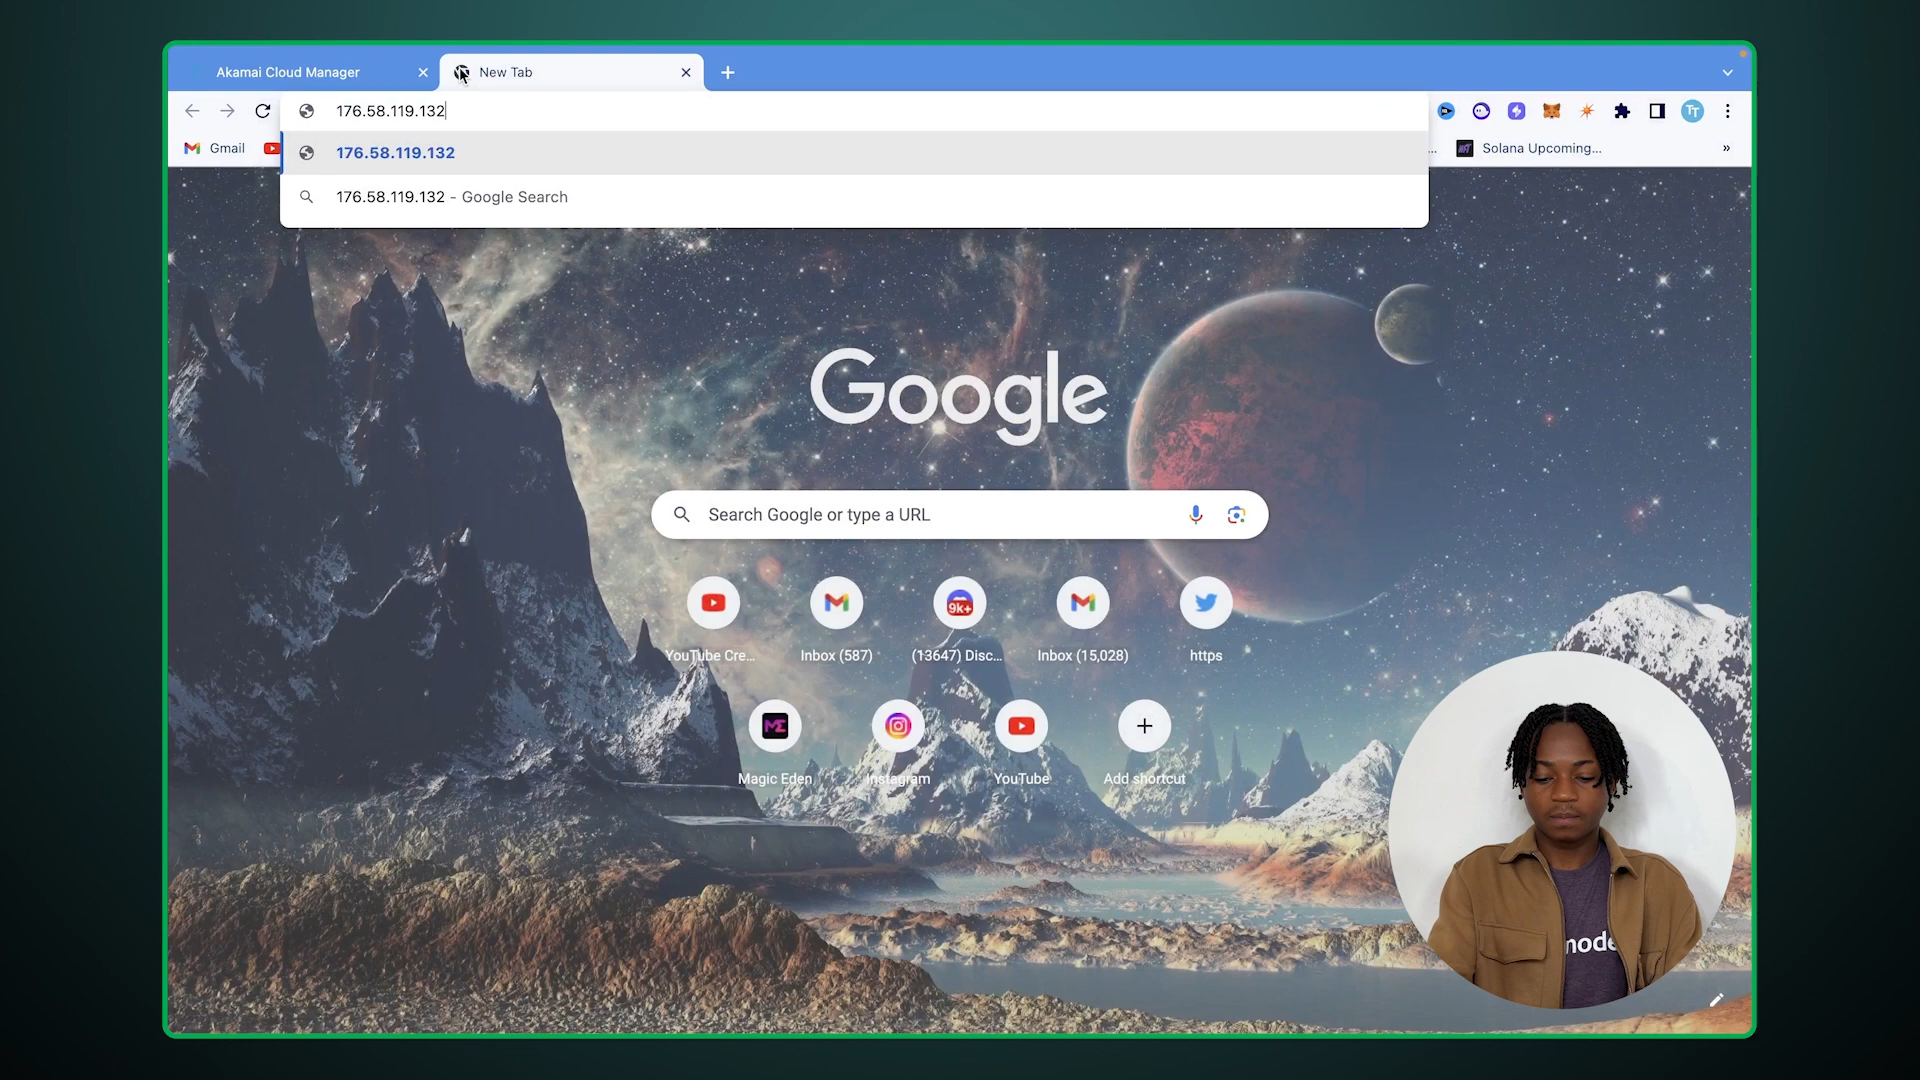 Akamai Cloud Manager
New Tab
176.58.119.132
TT
Gmail
...
Solana Upcoming...
»
176.58.119.132
176.58.119.132 - Google Search
Google
Search Google or type a URL
9k+
YouTube Cre...
Inbox (587)
(13647) Disc...
Inbox (15,028)
https
ME
Magic Eden
Instagram
YouTube
Add shortcut
node